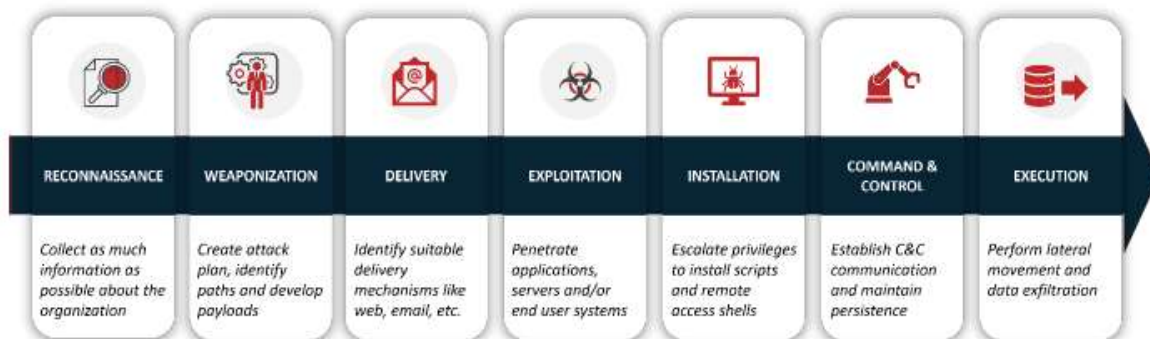 RECONNAISSANCE
Collect as much
information as
possible about the
organization
WEAPONIZATION
Create attack
plan, identify
paths and develop
payloads
@
DELIVERY
Identify suitable
delivery
mechanisms like
web, email, etc.
EXPLOITATION
Penetrate
applications,
servers and/or
end user systems
INSTALLATION
Escalate privileges
to install scripts
and remote
access shells
COMMAND &
CONTROL
Establish C&C
communication
and maintain
persistence
EXECUTION
Perform lateral
movement and
data exfiltration